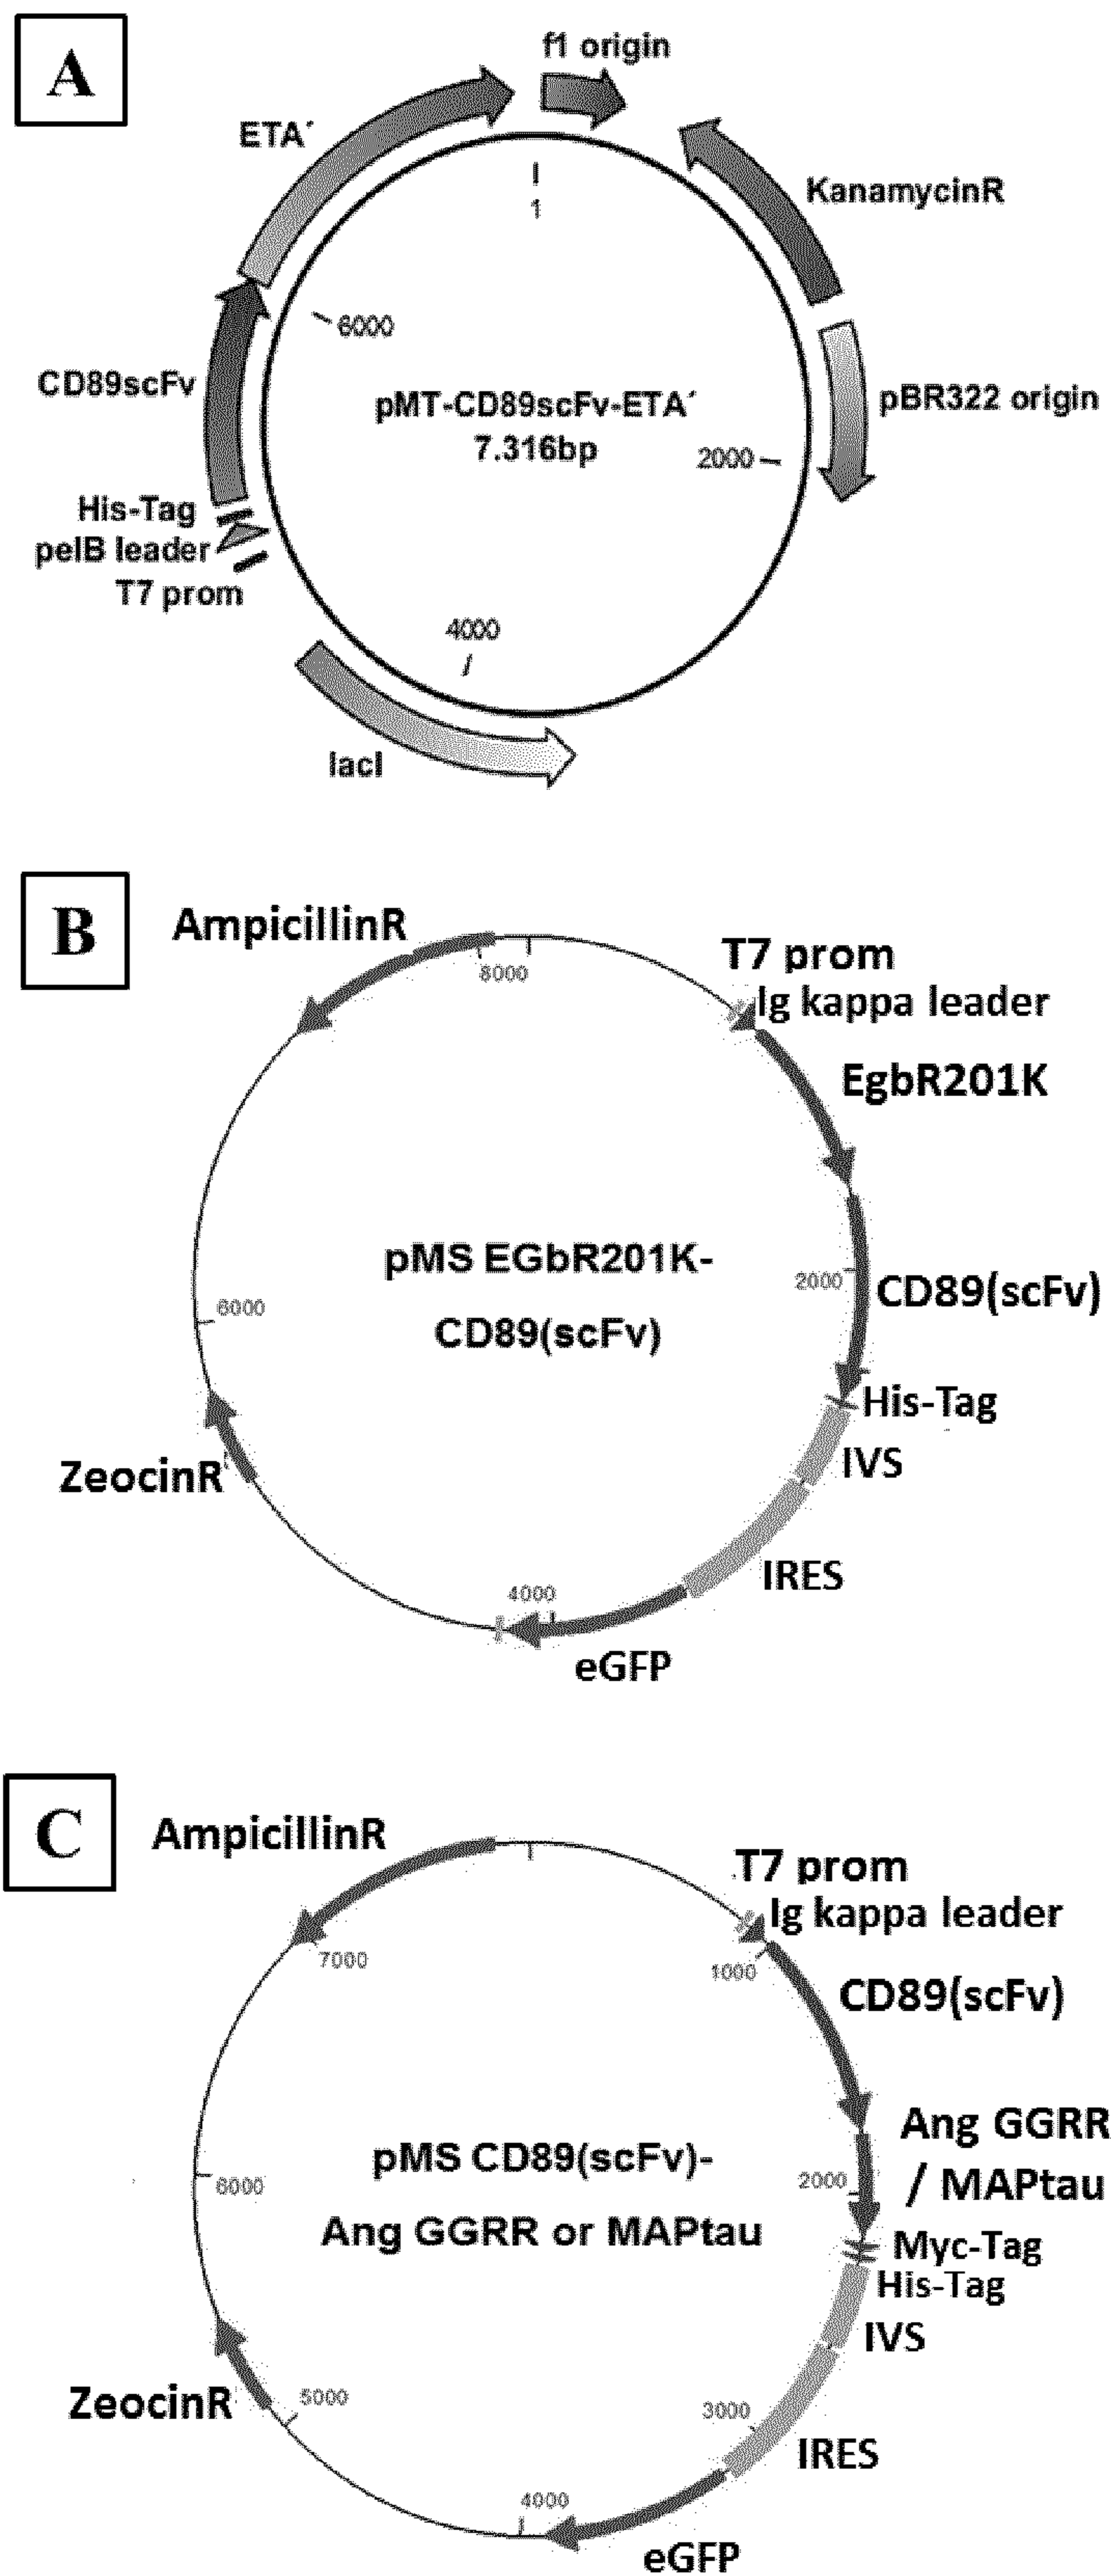 A
f1 origin
ETA´
KanamycinR
1
6000
CD89scFv
pMT-CD89scFv-ETA´
7.316bp
pBR322 origin
2000
His-Tag
pelB leader
T7 prom
4000
lacI
B
AmpicillinR
8000
T7 prom
Ig kappa leader
EgbR201K
pMS EGbR201K-
CD89(scFv)
2000
CD89(scFv)
6000
His-Tag
IVS
ZeocinR
IRES
4000
eGFP
C
AmpicillinR
T7 prom
Ig kappa leader
7000
1000
CD89(scFv)
Ang GGRR
/ MAPtau
pMS CD89(scFv)-
Ang GGRR or MAPtau
6000
2000
Myc-Tag
His-Tag
IVS
ZeocinR
5000
3000
IRES
4000
eGFP